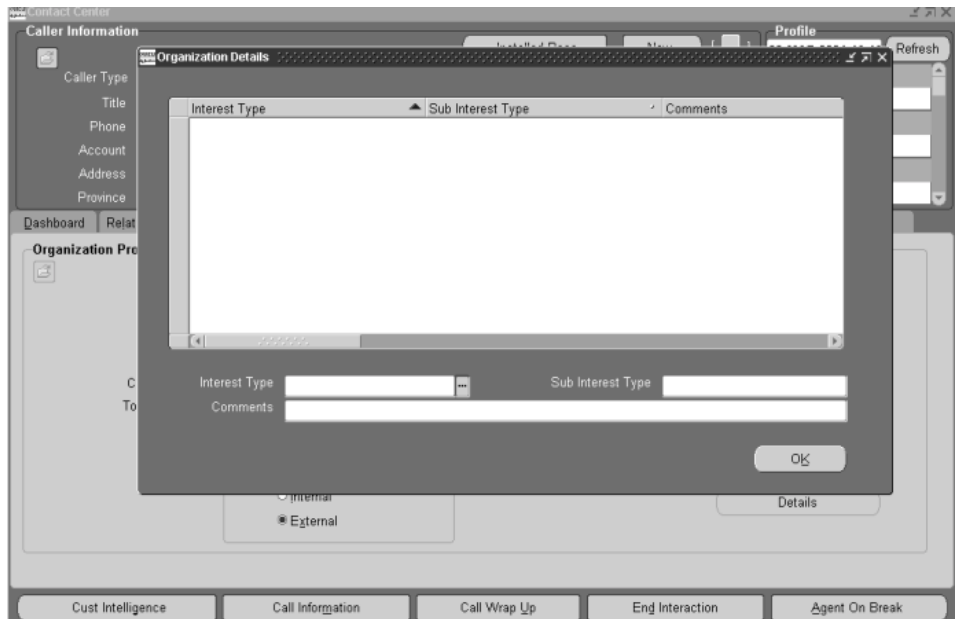 Contact Center
Caller Information
Profile
Refresh
Organization Details
Caller Type
Title
Phone
Account
Address
Province
Interest Type
Sub Interest Type
Comments
Dashboard
Relat
Organization Pro
C
To
Interest Type
Sub Interest Type
Comments
OK
Internal
External
Details
Cust Intelligence
Call Information
Call Wrap Up
End Interaction
Agent On Break